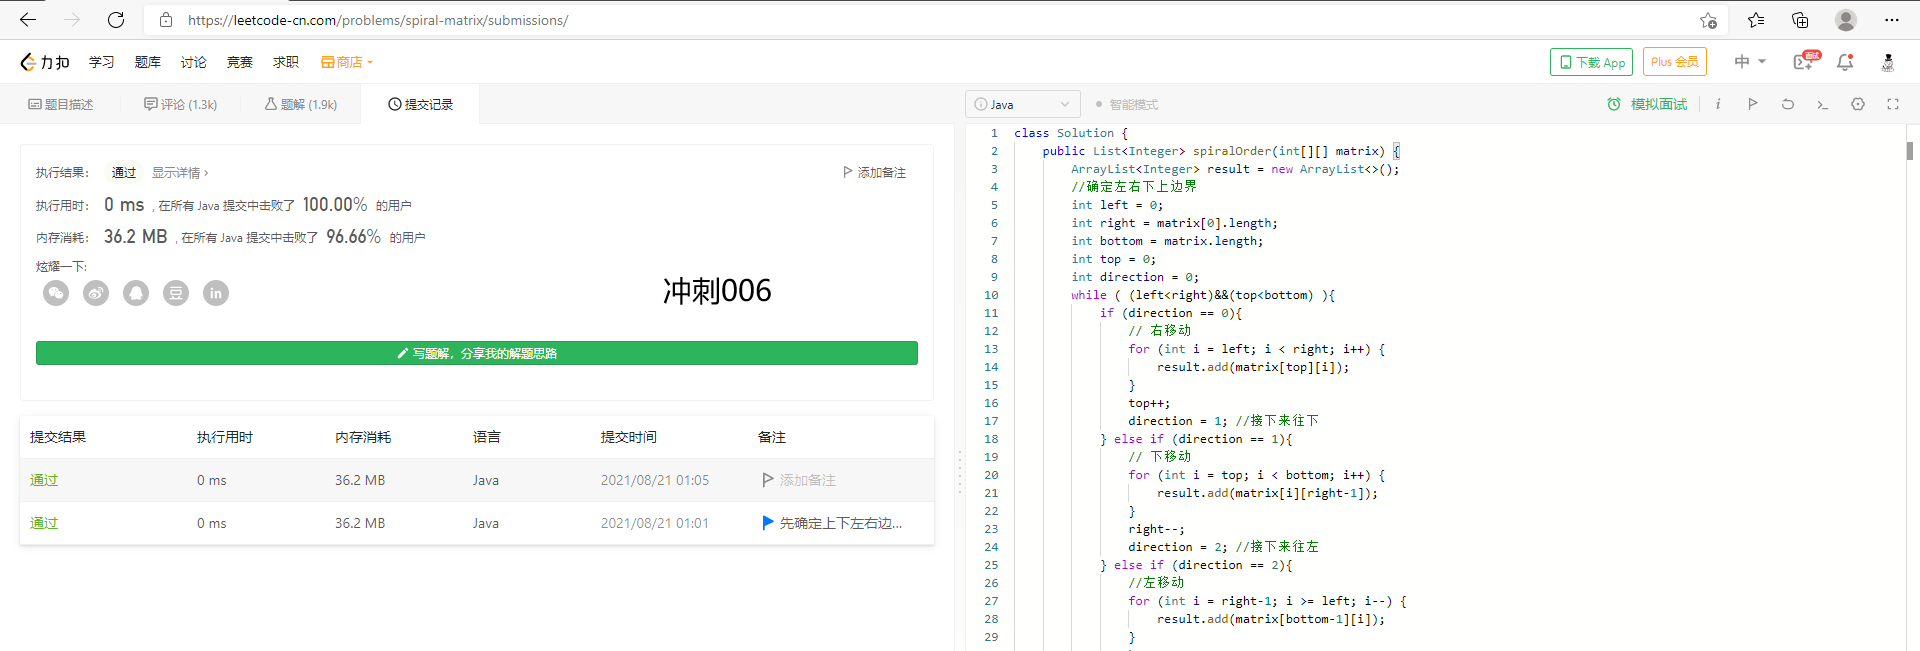 https://leetcode-cn.com/problems/spiral-matrix/submissions/
力扣 学习 题库 讨论 竞赛 求职 商店 下载 App Plus 会员 中 面试
题目描述 评论 (1.3k) 题解 (1.9k) 提交记录
执行结果： 通过 显示详情 › 添加备注
执行用时： 0 ms , 在所有 Java 提交中击败了 100.00% 的用户
内存消耗： 36.2 MB , 在所有 Java 提交中击败了 96.66% 的用户
炫耀一下:
豆 in
冲刺006
写题解，分享我的解题思路
提交结果 执行用时 内存消耗 语言 提交时间 备注
通过 0 ms 36.2 MB Java 2021/08/21 01:05 添加备注
通过 0 ms 36.2 MB Java 2021/08/21 01:01 先确定上下左右边...
Java 智能模式 模拟面试 i
1 class Solution {
2 public List<Integer> spiralOrder(int[][] matrix) {
3 ArrayList<Integer> result = new ArrayList<>();
4 //确定左右下上边界
5 int left = 0;
6 int right = matrix[0].length;
7 int bottom = matrix.length;
8 int top = 0;
9 int direction = 0;
10 while ( (left<right)&&(top<bottom) ){
11 if (direction == 0){
12 // 右移动
13 for (int i = left; i < right; i++) {
14 result.add(matrix[top][i]);
15 }
16 top++;
17 direction = 1; //接下来往下
18 } else if (direction == 1){
19 // 下移动
20 for (int i = top; i < bottom; i++) {
21 result.add(matrix[i][right-1]);
22 }
23 right--;
24 direction = 2; //接下来往左
25 } else if (direction == 2){
26 //左移动
27 for (int i = right-1; i >= left; i--) {
28 result.add(matrix[bottom-1][i]);
29 }